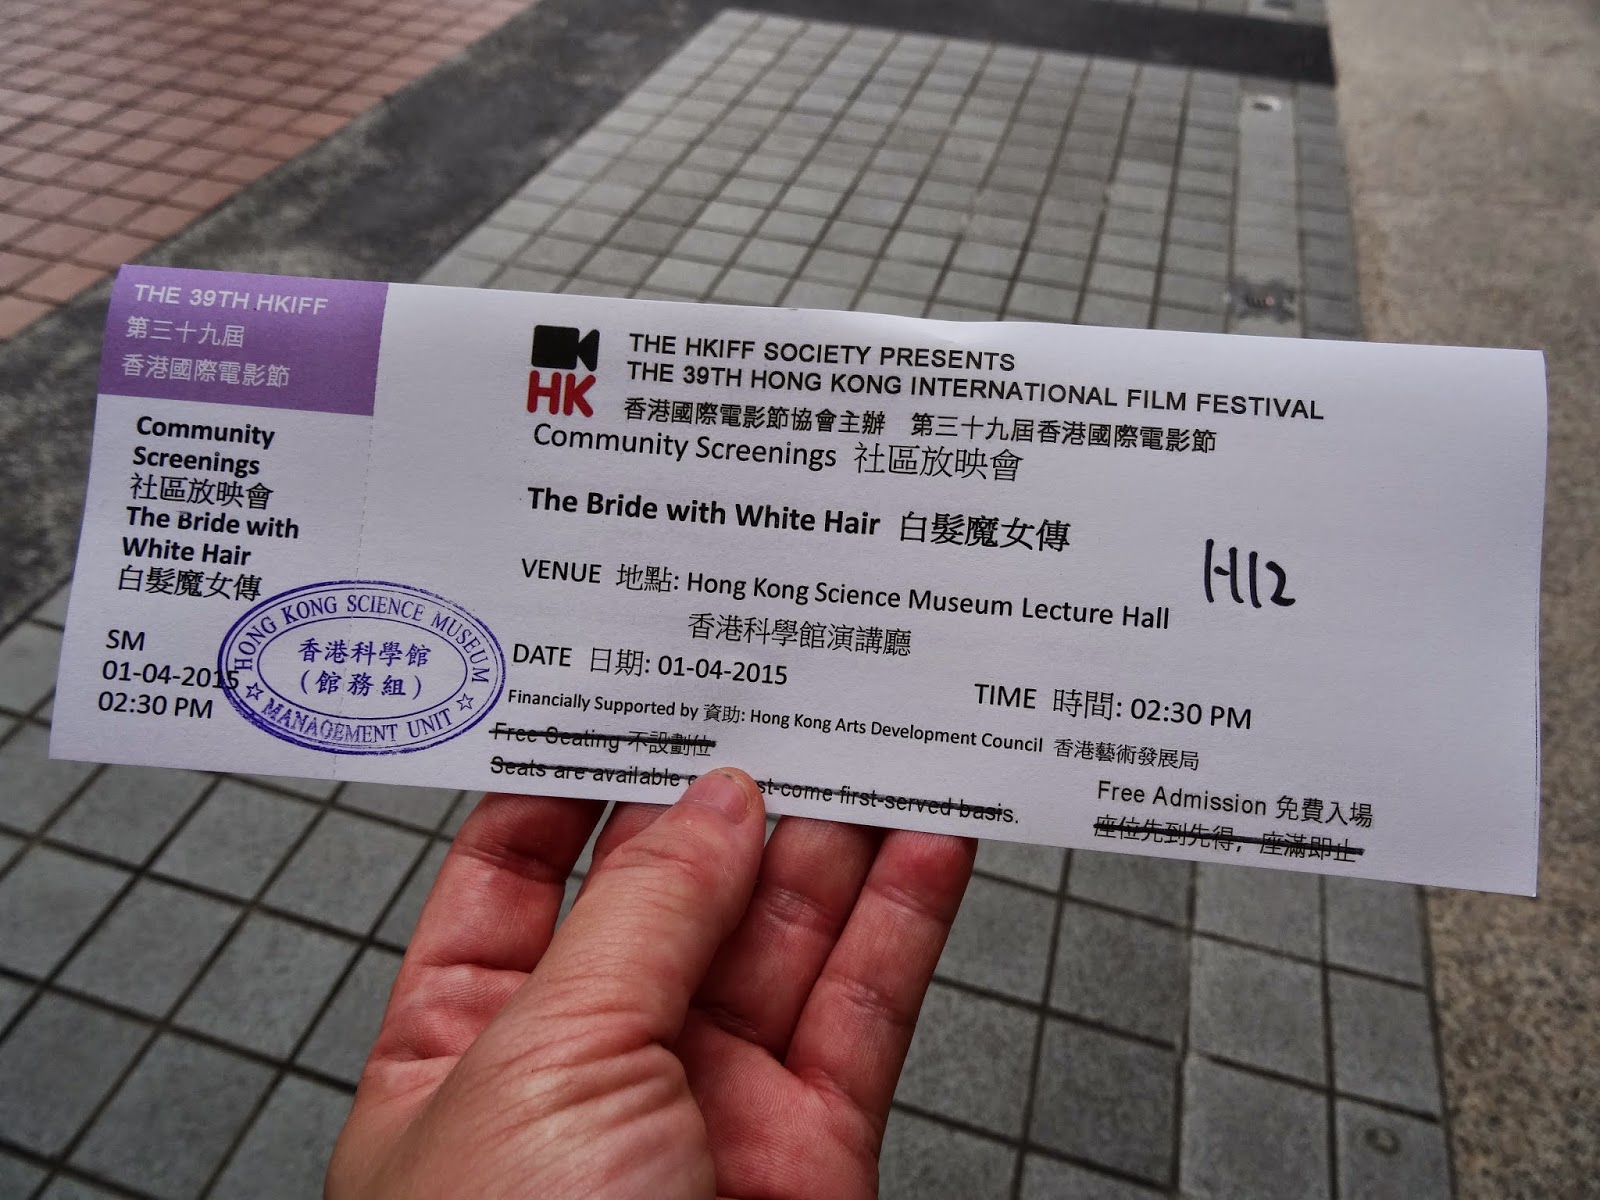 THE 39TH HKIFF
第三十九屆
香港國際電影節
Community
Screenings
社區放映會
The Bride with
White Hair
白髮魔女傳
SM
01-04-2015
02:30 PM
HONG KONG SCIENCE MUSEUM
香港科學館
(館務組)
☆ MANAGEMENT UNIT ☆
HK
THE HKIFF SOCIETY PRESENTS
THE 39TH HONG KONG INTERNATIONAL FILM FESTIVAL
香港國際電影節協會主辦 第三十九屆香港國際電影節
Community Screenings 社區放映會
The Bride with White Hair 白髮魔女傳
H12
VENUE 地點: Hong Kong Science Museum Lecture Hall
香港科學館演講廳
DATE 日期: 01-04-2015
TIME 時間: 02:30 PM
Financially Supported by 資助: Hong Kong Arts Development Council 香港藝術發展局
Free Seating 不設劃位
Seats are available first-come first-served basis.
Free Admission 免費入場
座位先到先得，座滿即止